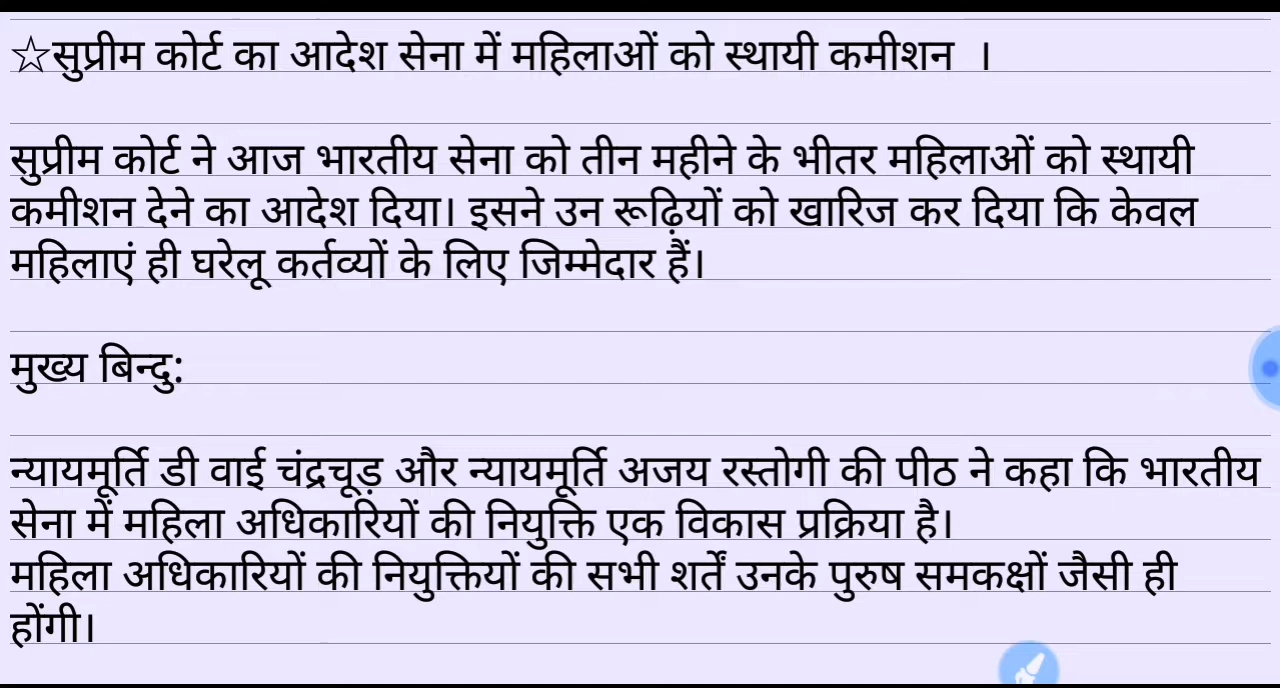 ☆सुप्रीम कोर्ट का आदेश सेना में महिलाओं को स्थायी कमीशन ।
सुप्रीम कोर्ट ने आज भारतीय सेना को तीन महीने के भीतर महिलाओं को स्थायी
कमीशन देने का आदेश दिया। इसने उन रूढ़ियों को खारिज कर दिया कि केवल
महिलाएं ही घरेलू कर्तव्यों के लिए जिम्मेदार हैं।
मुख्य बिन्दु:
न्यायमूर्ति डी वाई चंद्रचूड़ और न्यायमूर्ति अजय रस्तोगी की पीठ ने कहा कि भारतीय
सेना में महिला अधिकारियों की नियुक्ति एक विकास प्रक्रिया है।
महिला अधिकारियों की नियुक्तियों की सभी शर्तें उनके पुरुष समकक्षों जैसी ही
होंगी।